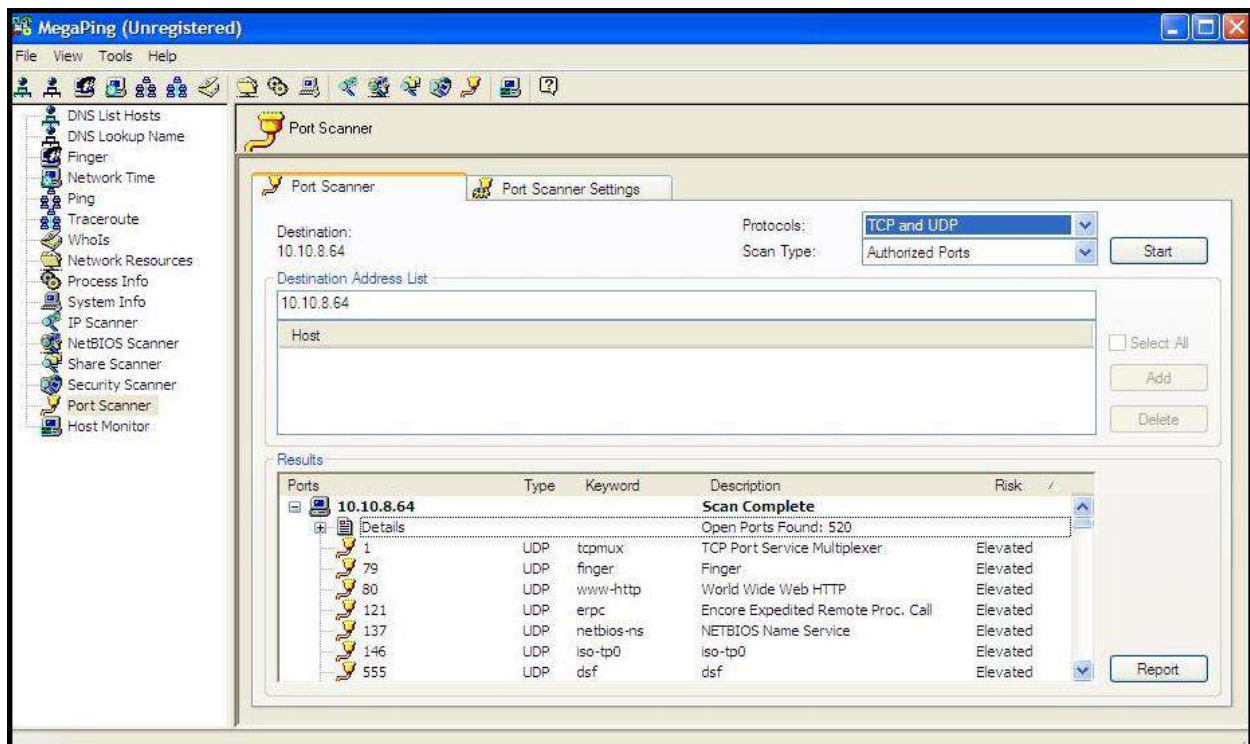 MegaPing (Unregistered)
File View Tools Help
DNS List Hosts
DNS Lookup Name
Finger
Network Time
Ping
Traceroute
WhoIs
Network Resources
Process Info
System Info
IP Scanner
NetBIOS Scanner
Share Scanner
Security Scanner
Port Scanner
Host Monitor
Port Scanner
Port Scanner Port Scanner Settings
Destination:
10.10.8.64
Protocols: TCP and UDP
Scan Type: Authorized Ports
Start
Destination Address List
10.10.8.64
Host
Select All
Add
Delete
Results
Ports Type Keyword Description Risk
10.10.8.64 Scan Complete
Details Open Ports Found: 520
1 UDP tcpmux TCP Port Service Multiplexer Elevated
79 UDP finger Finger Elevated
80 UDP www-http World Wide Web HTTP Elevated
121 UDP erpc Encore Expedited Remote Proc. Call Elevated
137 UDP netbios-ns NETBIOS Name Service Elevated
146 UDP iso-tp0 iso-tp0 Elevated
555 UDP dsf dsf Elevated
Report